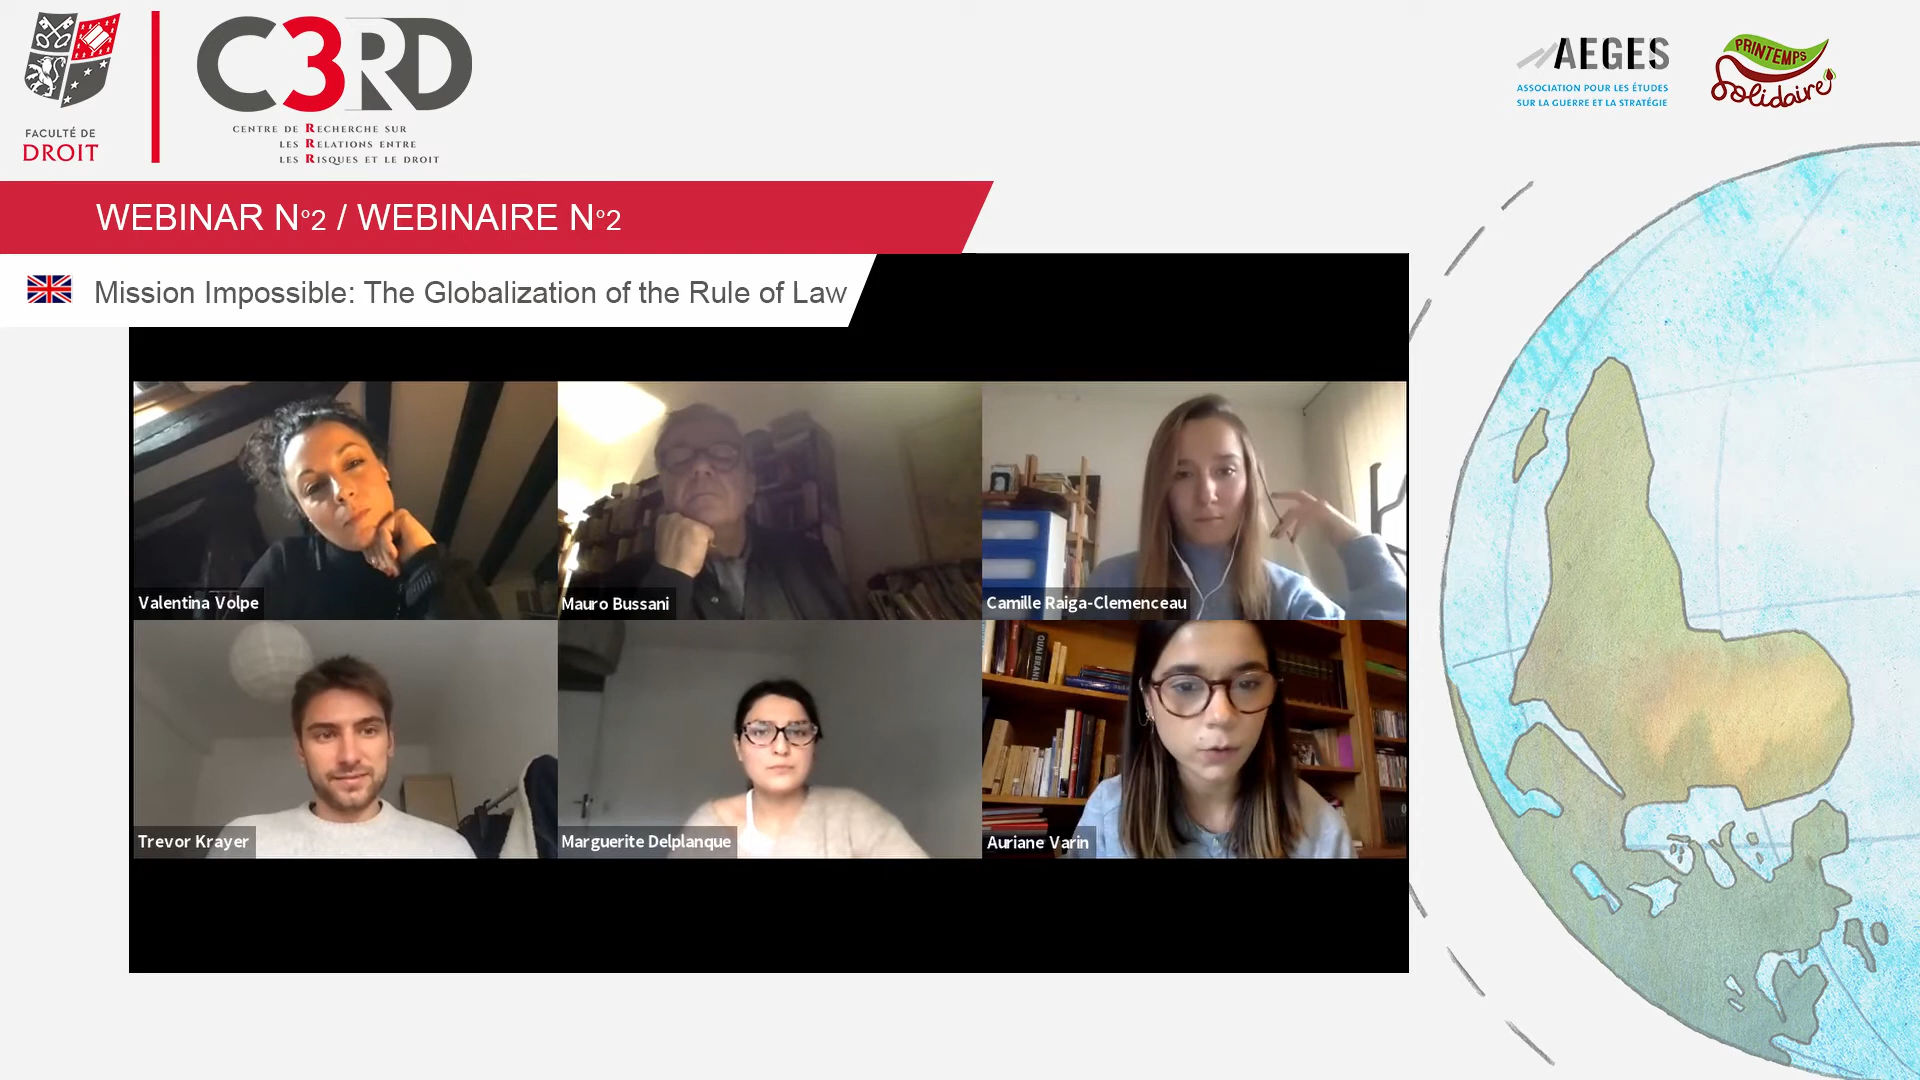 FACULTÉ DE
DROIT
C3RD
CENTRE DE RECHERCHE SUR
LES RELATIONS ENTRE
LES RISQUES ET LE DROIT
AEGES
ASSOCIATION POUR LES ÉTUDES
SUR LA GUERRE ET LA STRATÉGIE
PRINTEMPS
Solidaire
WEBINAR N°2 / WEBINAIRE N°2
Mission Impossible: The Globalization of the Rule of Law
Valentina Volpe
Mauro Bussani
Camille Raiga-Clemenceau
Trevor Krayer
Marguerite Delplanque
Auriane Varin